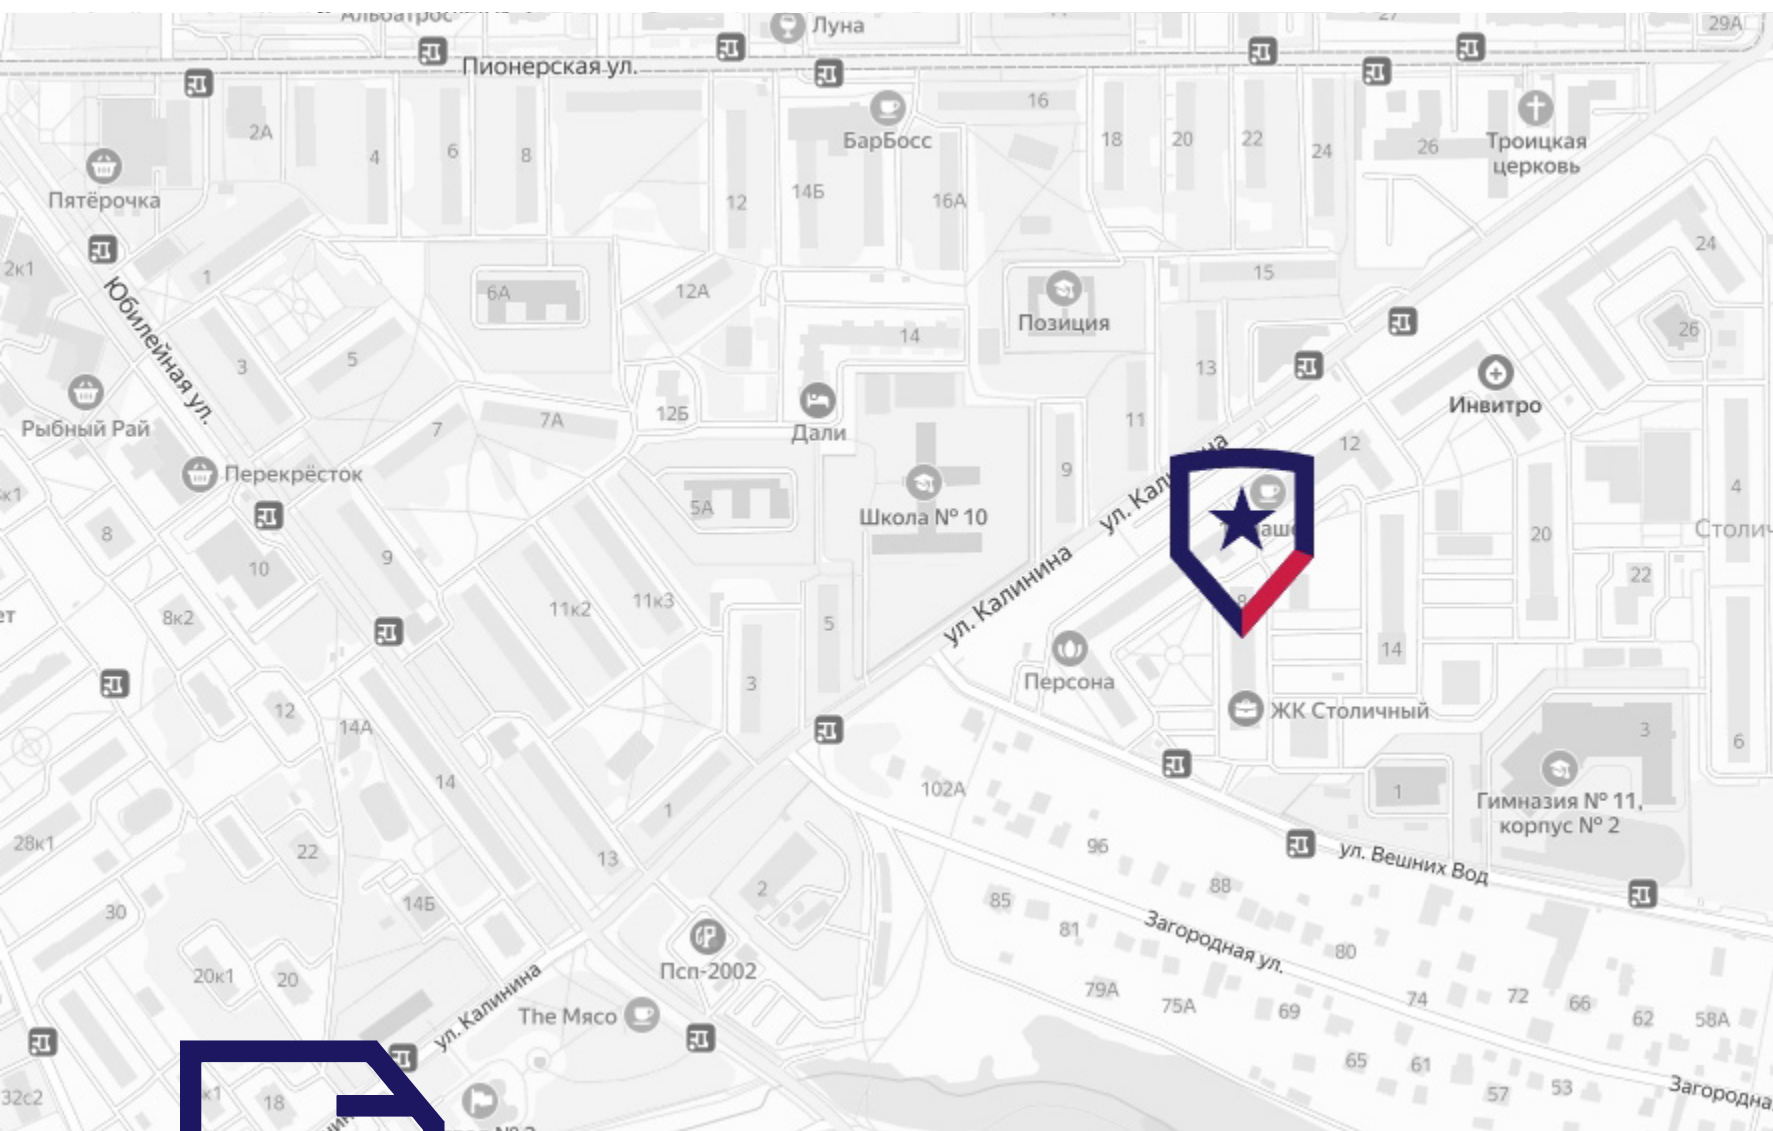 Альбатрос
Луна
27
29А
Пионерская ул.
16
2А
4
6
8
БарБосс
18
20
22
24
26
Троицкая
церковь
Пятёрочка
12
14Б
16А
24
2к1
1
Юбилейная ул.
6А
12А
15
Позиция
26
14
3
5
13
Инвитро
Рыбный Рай
7
7А
12Б
Дали
11
12
Перекрёсток
9
ул. Калинина
5А
Школа № 10
4
Столич
8
20
10
9
ул. Калинина
22
11к2
11к3
8к2
5
8
14
3
Персона
12
14А
ЖК Столичный
3
6
14
102А
1
Гимназия № 11,
корпус № 2
28к1
22
1
13
96
ул. Вешних Вод
2
88
85
30
14Б
81
Загородная ул.
80
Псп-2002
20к1
20
ул. Калинина
79А
75А
69
74
72
66
62
58А
The Мясо
65
61
57
53
Загородна
32с2
к1
18